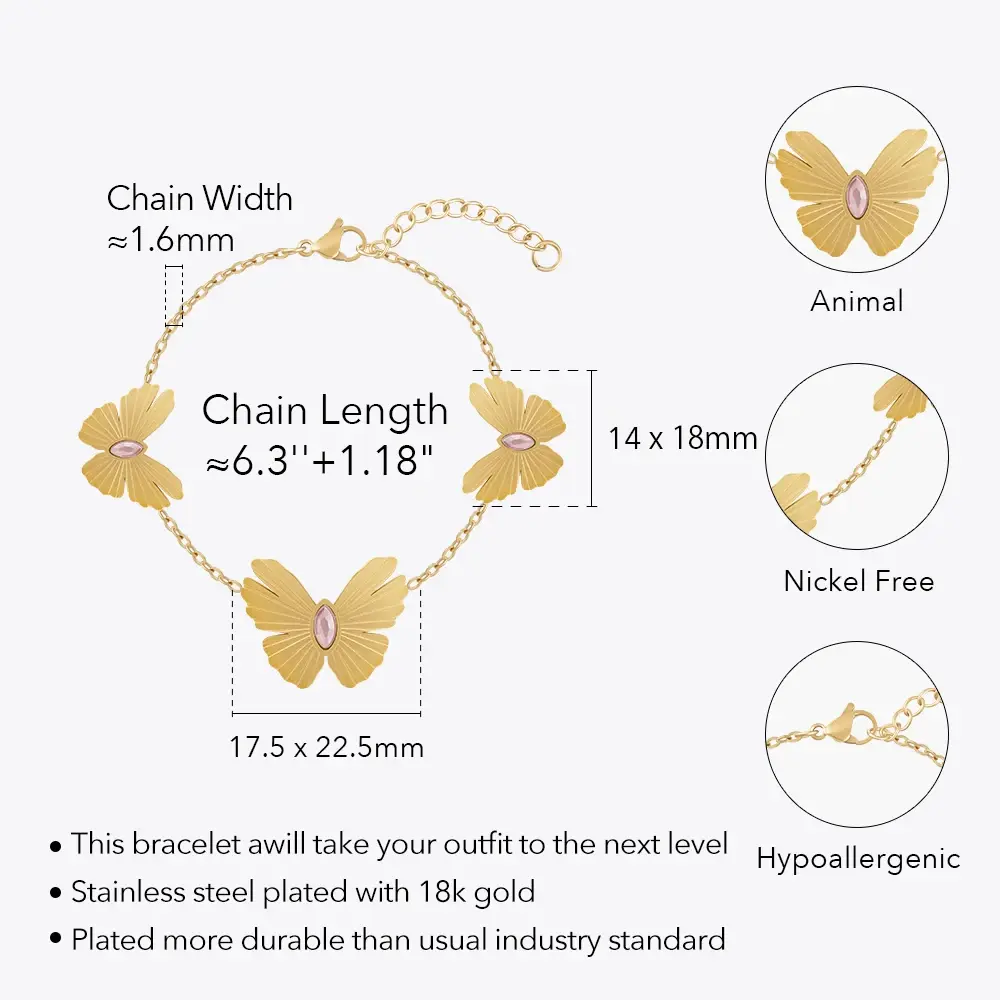 Chain Width
≈1.6mm
Chain Length
≈6.3''+1.18"
14 x 18mm
17.5 x 22.5mm
Animal
Nickel Free
Hypoallergenic
• This bracelet awill take your outfit to the next level
• Stainless steel plated with 18k gold
• Plated more durable than usual industry standard